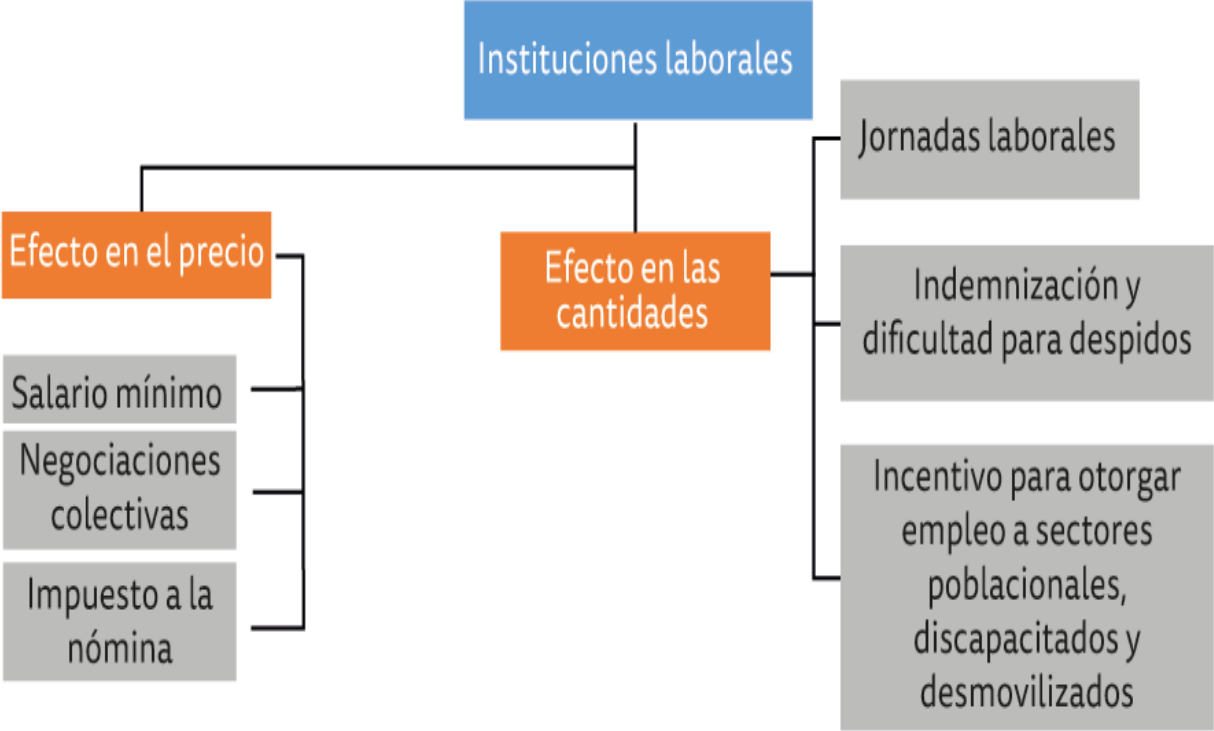 Instituciones laborales
Efecto en el precio
Salario mínimo
Negociaciones
colectivas
Impuesto a la
nómina
Efecto en las
cantidades
Jornadas laborales
Indemnización y
dificultad para despidos
Incentivo para otorgar
empleo a sectores
poblacionales,
discapacitados y
desmovilizados